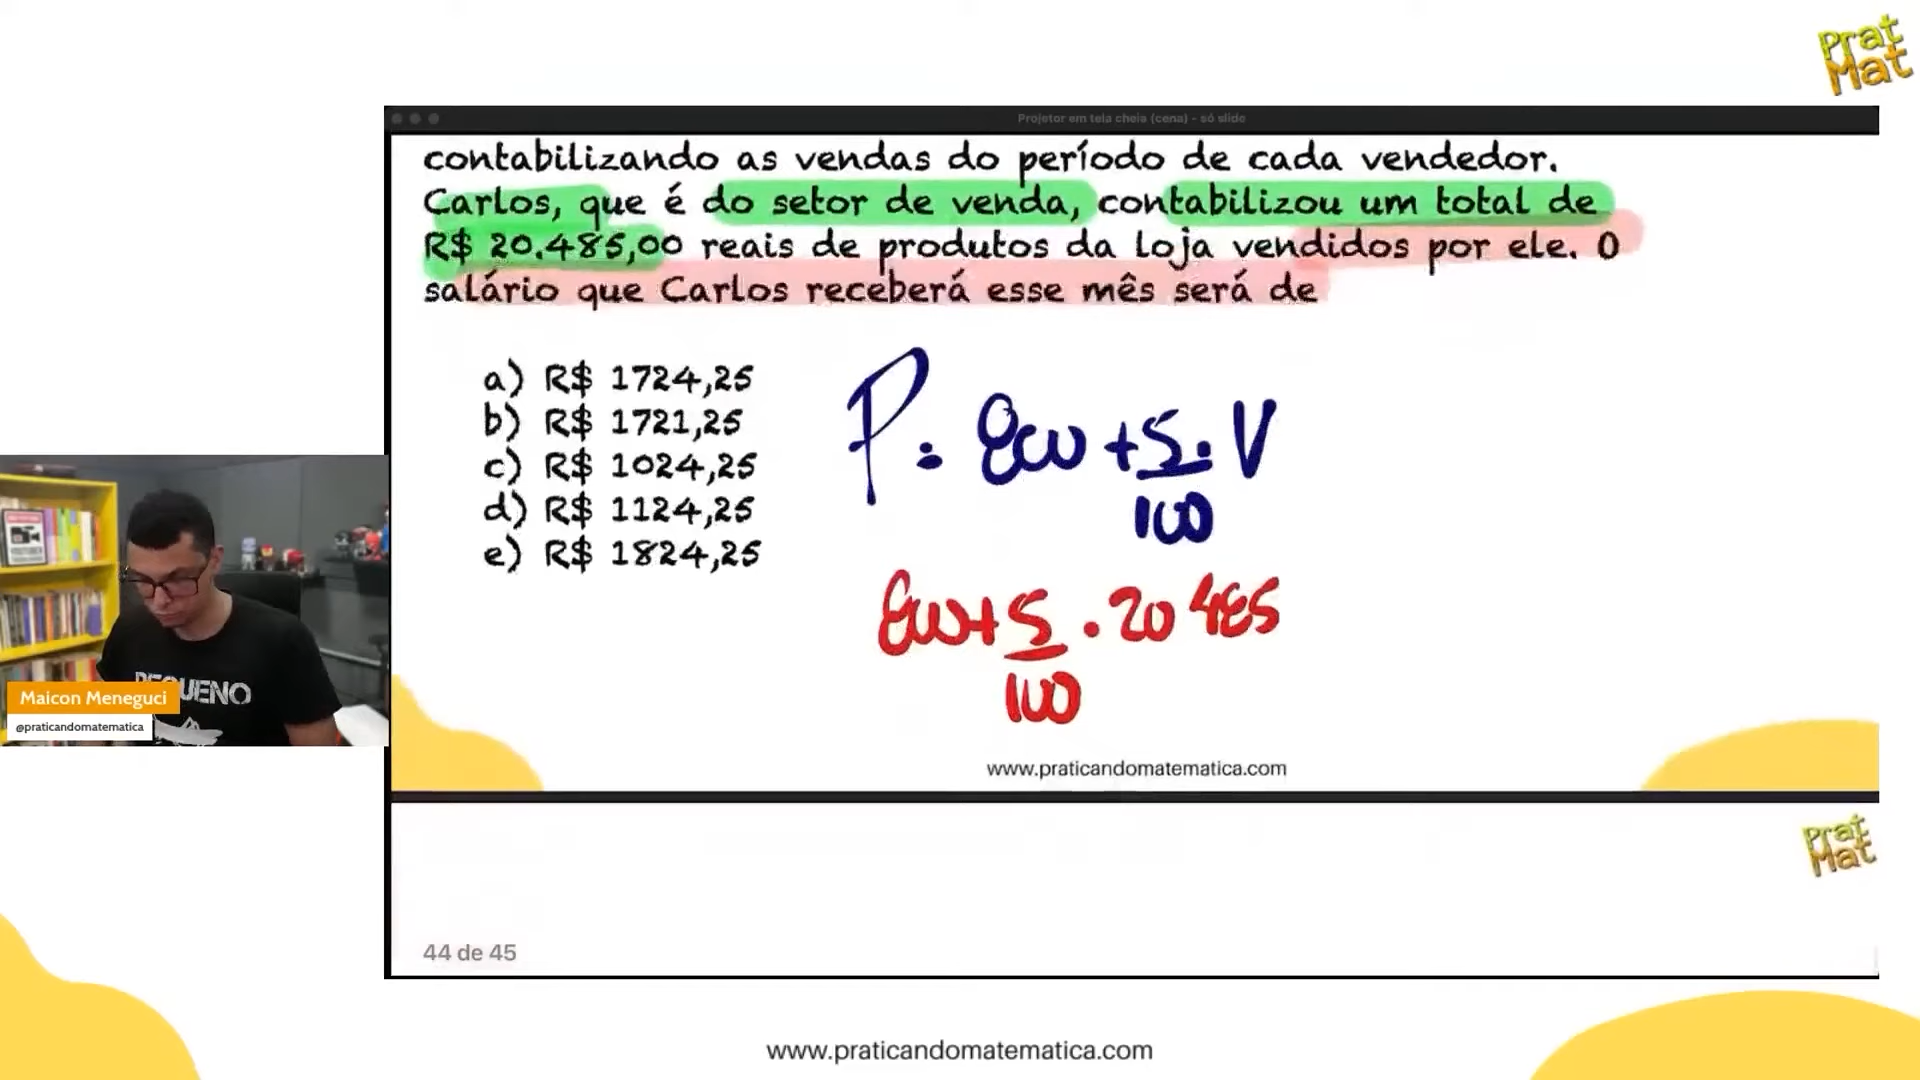 Prat
Mat
Projetor em tela cheia (cena) - só slide
contabilizando as vendas do período de cada vendedor.
Carlos, que é do setor de venda, contabilizou um total de
R$ 20.485,00 reais de produtos da loja vendidos por ele. O
salário que Carlos receberá esse mês será de
a) R$ 1724,25
b) R$ 1721,25
c) R$ 1024,25
d) R$ 1124,25
e) R$ 1824,25
P = 800 + 5/100 . V
800 + 5/100 . 20 485
PEQUENO
Maicon Meneguci
@praticandomatematica
www.praticandomatematica.com
Prat
Mat
44 de 45
www.praticandomatematica.com